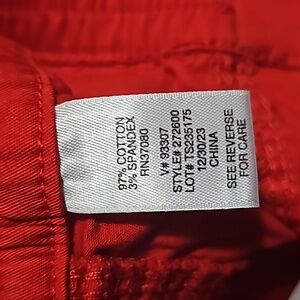 97% COTTON
3% SPANDEX
RN37080
V# 93307
STYLE# 272600
LOT# TS235175
12/30/23
CHINA
SEE REVERSE
FOR CARE